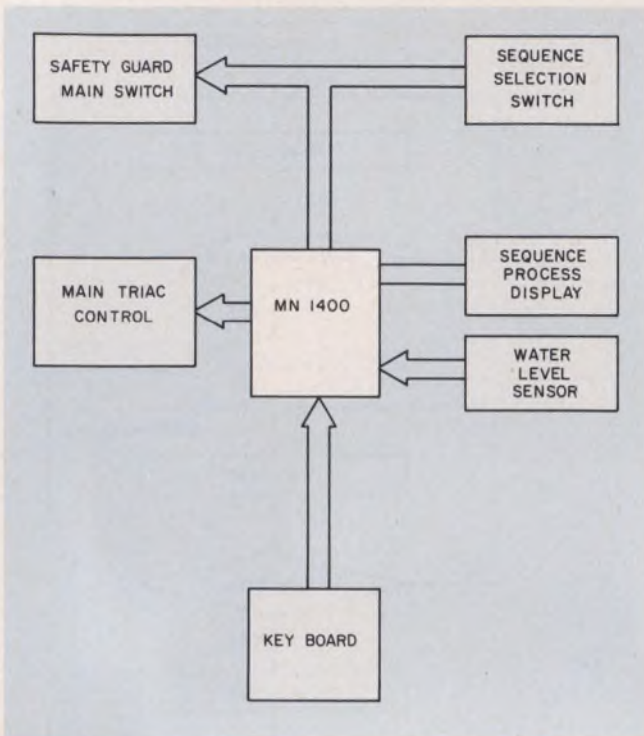 SAFETY GUARD
MAIN SWITCH
SEQUENCE
SELECTION
SWITCH
MAIN TRIAC
CONTROL
MN 1400
SEQUENCE
PROCESS
DISPLAY
WATER
LEVEL
SENSOR
KEY BOARD